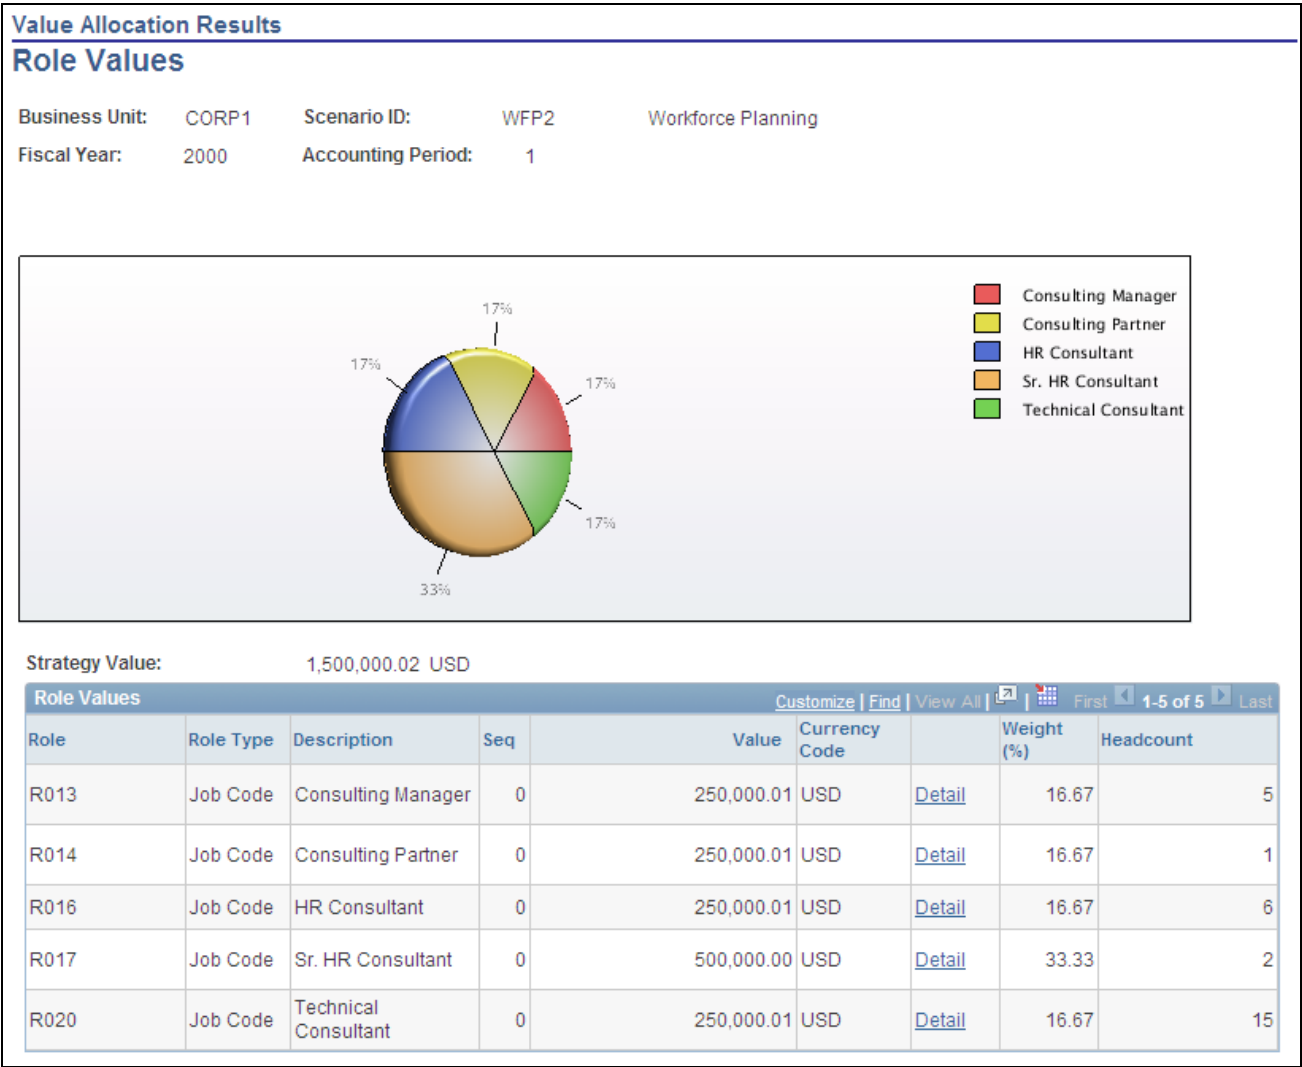 Value Allocation Results
Role Values
Business Unit: CORP1 Scenario ID: WFP2 Workforce Planning
Fiscal Year: 2000 Accounting Period: 1
17%
17%
17%
17%
33%
Consulting Manager
Consulting Partner
HR Consultant
Sr. HR Consultant
Technical Consultant
Strategy Value: 1,500,000.02 USD
Role Values Customize | Find | View All | | First 1-5 of 5 Last
Role Role Type Description Seq Value Currency Code Weight (%) Headcount
R013 Job Code Consulting Manager 0 250,000.01 USD Detail 16.67 5
R014 Job Code Consulting Partner 0 250,000.01 USD Detail 16.67 1
R016 Job Code HR Consultant 0 250,000.01 USD Detail 16.67 6
R017 Job Code Sr. HR Consultant 0 500,000.00 USD Detail 33.33 2
R020 Job Code Technical Consultant 0 250,000.01 USD Detail 16.67 15